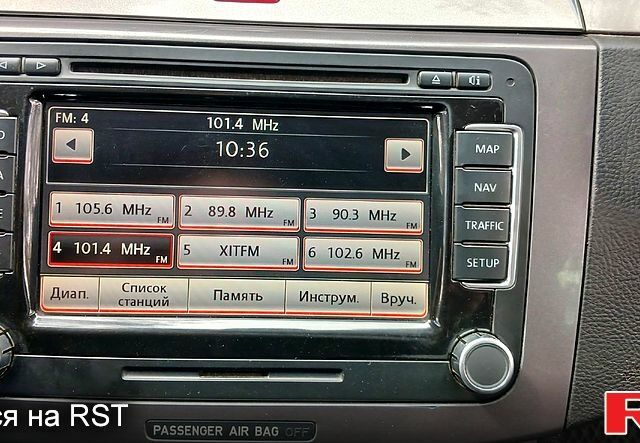 FM: 4
101.4 MHz
10:36
MAP
1 105.6 MHz FM 2 89.8 MHz FM 3 90.3 MHz FM
NAV
4 101.4 MHz FM 5 XITFM FM 6 102.6 MHz FM
TRAFFIC
SETUP
Диап. Список станций Память Инструм. Вруч.
ся на RST
PASSENGER AIR BAG OFF